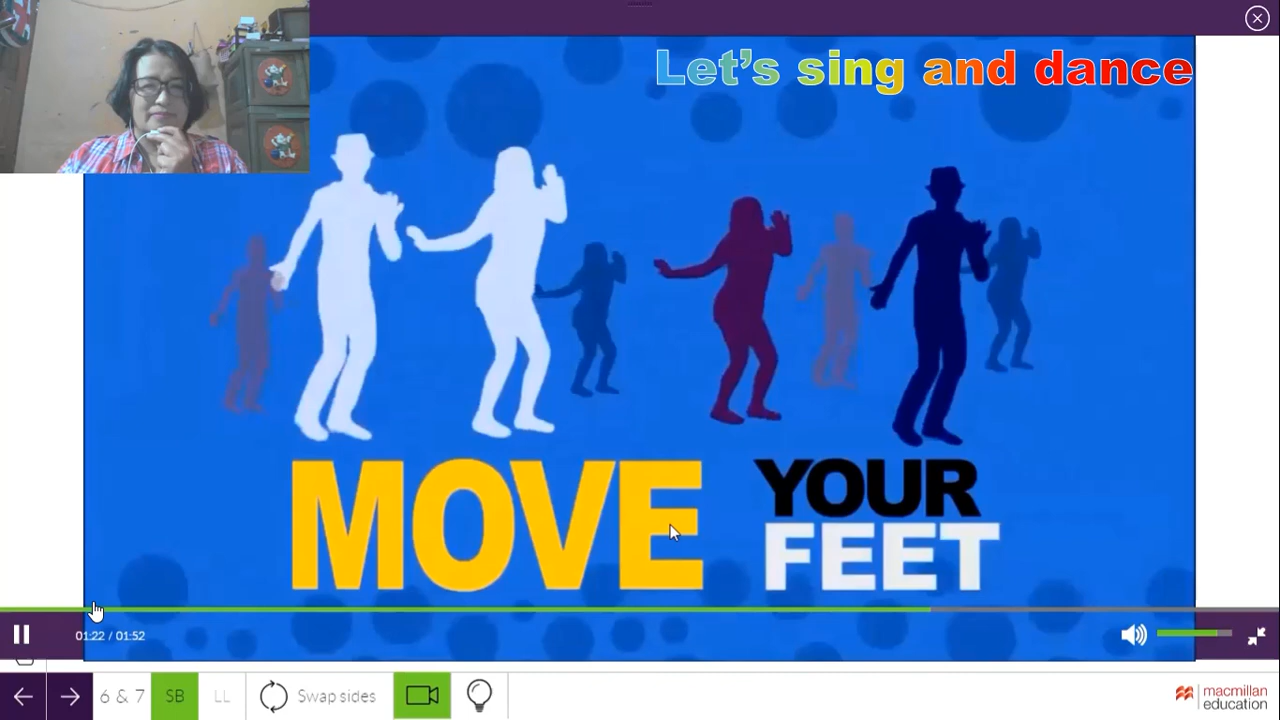 Let's sing and dance
MOVE
YOUR
FEET
01:22 / 01:52
6 & 7
SB
LL
Swap sides
macmillan
education